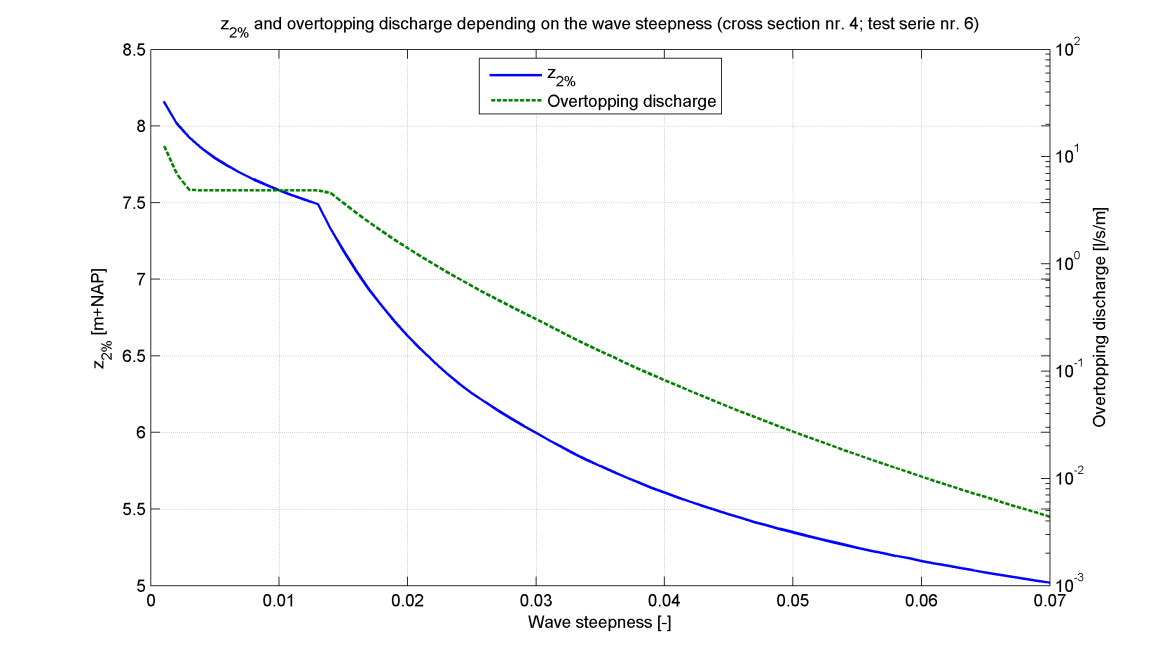 z2% and overtopping discharge depending on the wave steepness (cross section nr. 4; test serie nr. 6)
z2%
Overtopping discharge
8.5
8
7.5
7
6.5
6
5.5
5
z2% [m+NAP]
10^2
10^1
10^0
10^-1
10^-2
10^-3
Overtopping discharge [l/s/m]
0 0.01 0.02 0.03 0.04 0.05 0.06 0.07
Wave steepness [-]